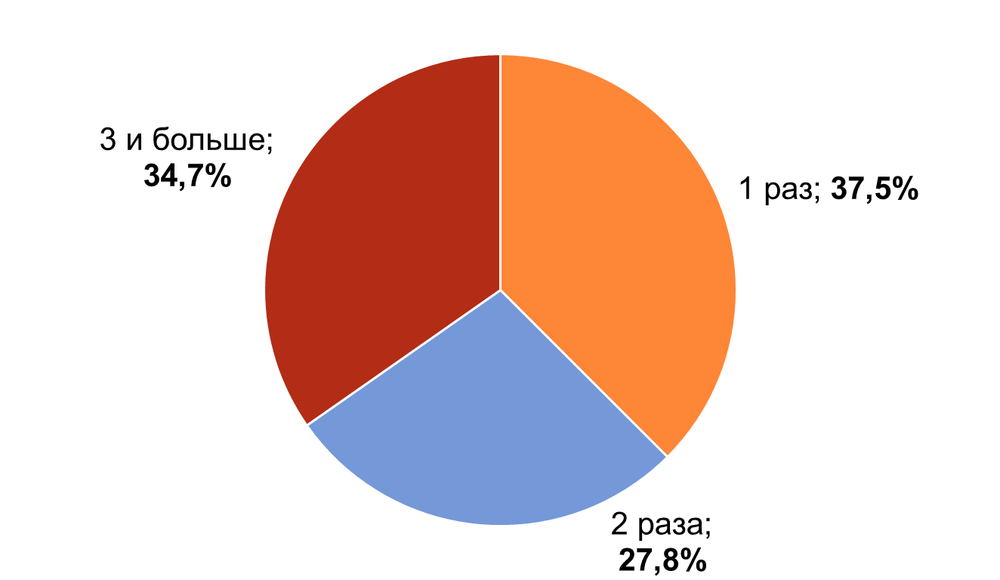 3 и больше;
34,7%
1 раз; 37,5%
2 раза;
27,8%